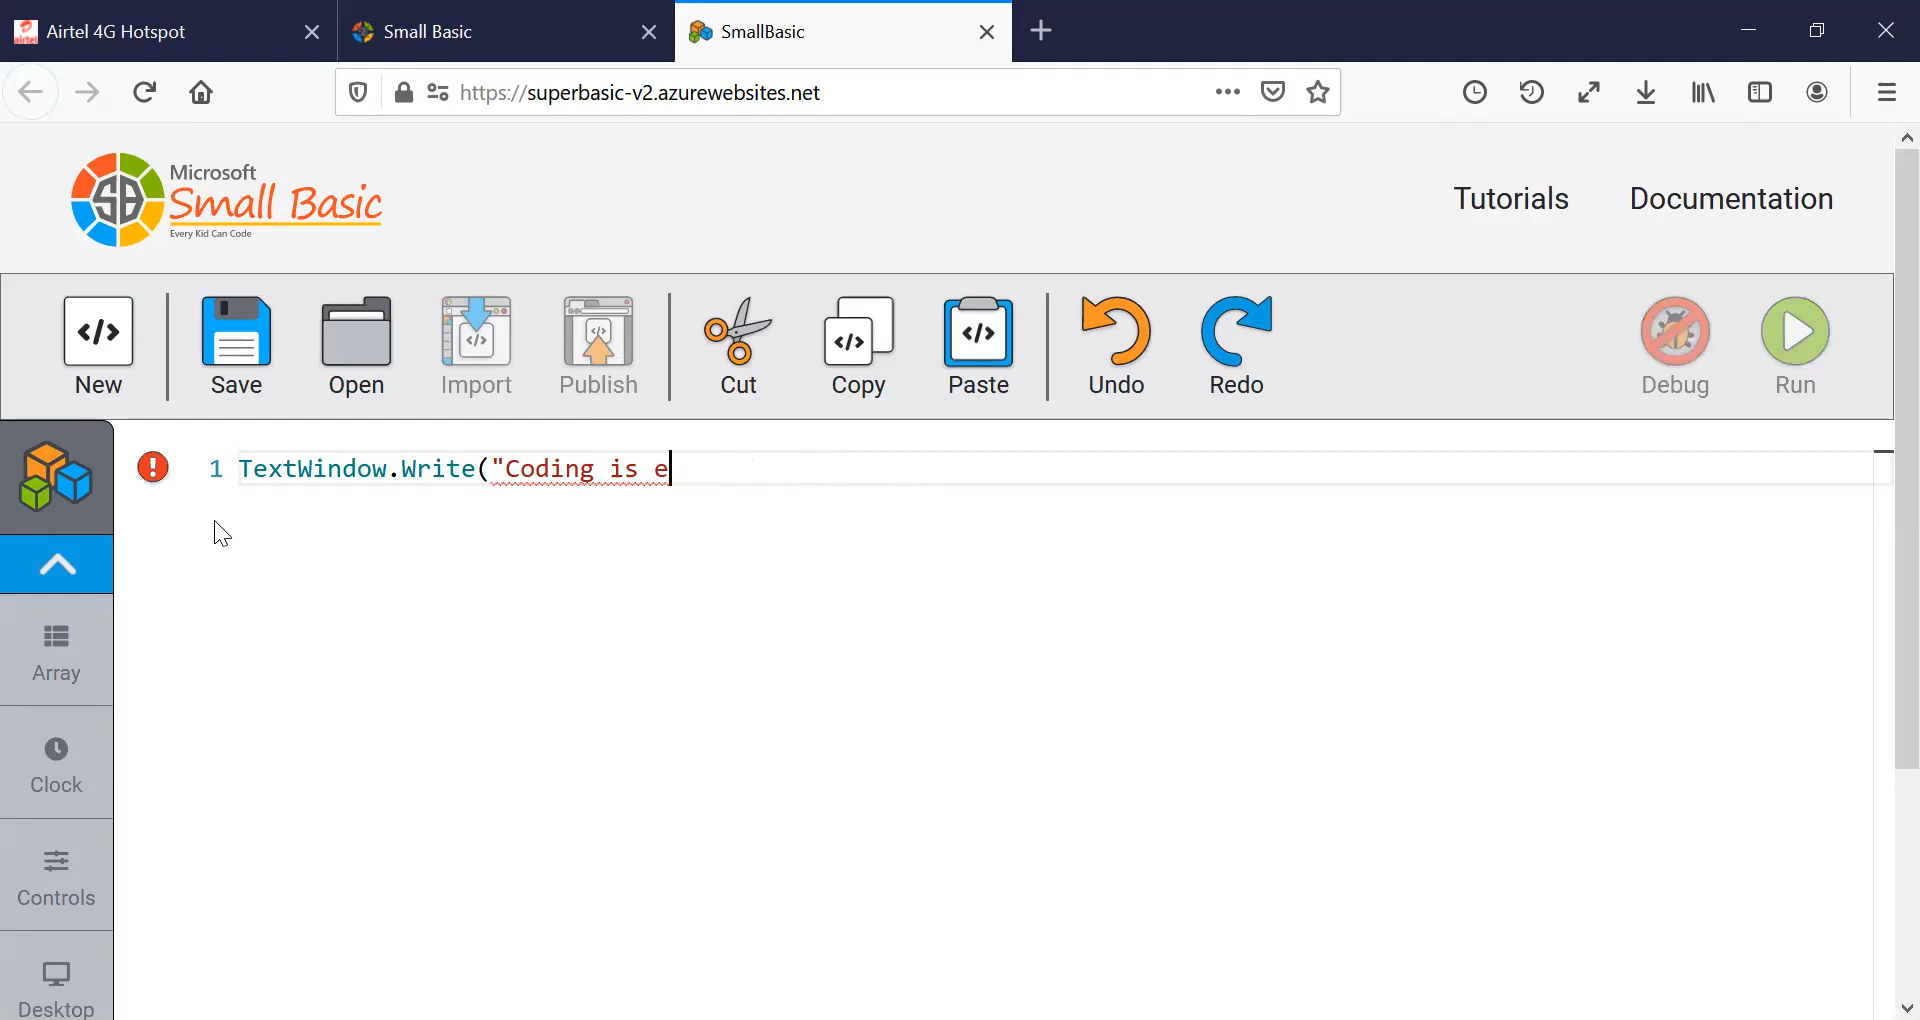 Airtel 4G Hotspot
Small Basic
SmallBasic
https://superbasic-v2.azurewebsites.net
Microsoft
Small Basic
Every Kid Can Code
Tutorials
Documentation
New
Save
Open
Import
Publish
Cut
Copy
Paste
Undo
Redo
Debug
Run
1 TextWindow.Write("Coding is e
Array
Clock
Controls
Desktop